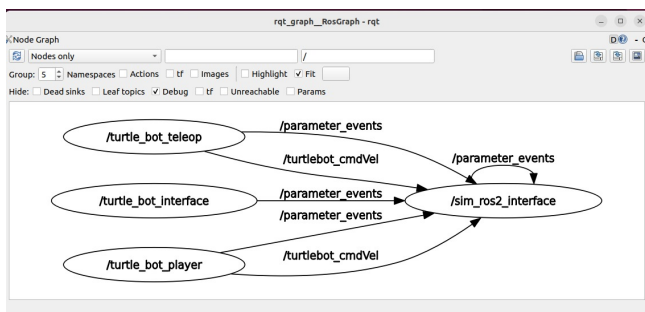 rqt_graph__RosGraph - rqt
Node Graph
D - 
Nodes only
/
Group: 5 Namespaces Actions tf Images Highlight Fit
Hide: Dead sinks Leaf topics Debug tf Unreachable Params
/parameter_events
/turtle_bot_teleop
/turtlebot_cmdVel
/parameter_events
/turtle_bot_interface
/parameter_events
/sim_ros2_interface
/parameter_events
/turtle_bot_player
/turtlebot_cmdVel